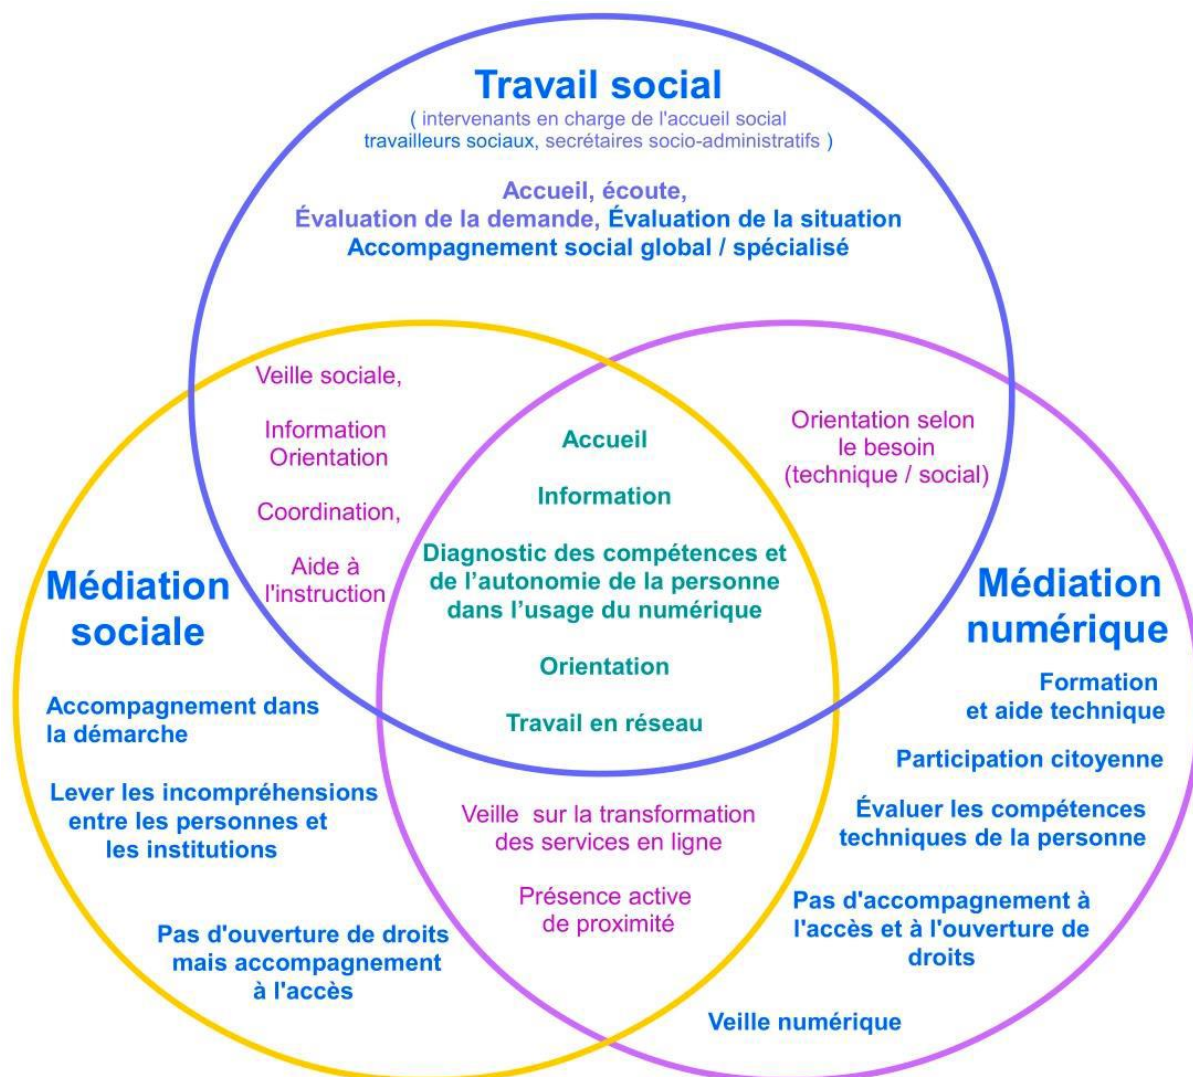 Travail social
( intervenants en charge de l'accueil social
travailleurs sociaux, secrétaires socio-administratifs )
Accueil, écoute,
Évaluation de la demande, Évaluation de la situation
Accompagnement social global / spécialisé
Veille sociale,
Information
Orientation
Coordination,
Aide à
l'instruction
Accueil
Information
Diagnostic des compétences et
de l’autonomie de la personne
dans l’usage du numérique
Orientation
Travail en réseau
Orientation selon
le besoin
(technique / social)
Médiation
sociale
Accompagnement dans
la démarche
Lever les incompréhensions
entre les personnes et
les institutions
Pas d'ouverture de droits
mais accompagnement
à l'accès
Veille sur la transformation
des services en ligne
Présence active
de proximité
Médiation
numérique
Formation
et aide technique
Participation citoyenne
Évaluer les compétences
techniques de la personne
Pas d'accompagnement à
l'accès et à l'ouverture de
droits
Veille numérique